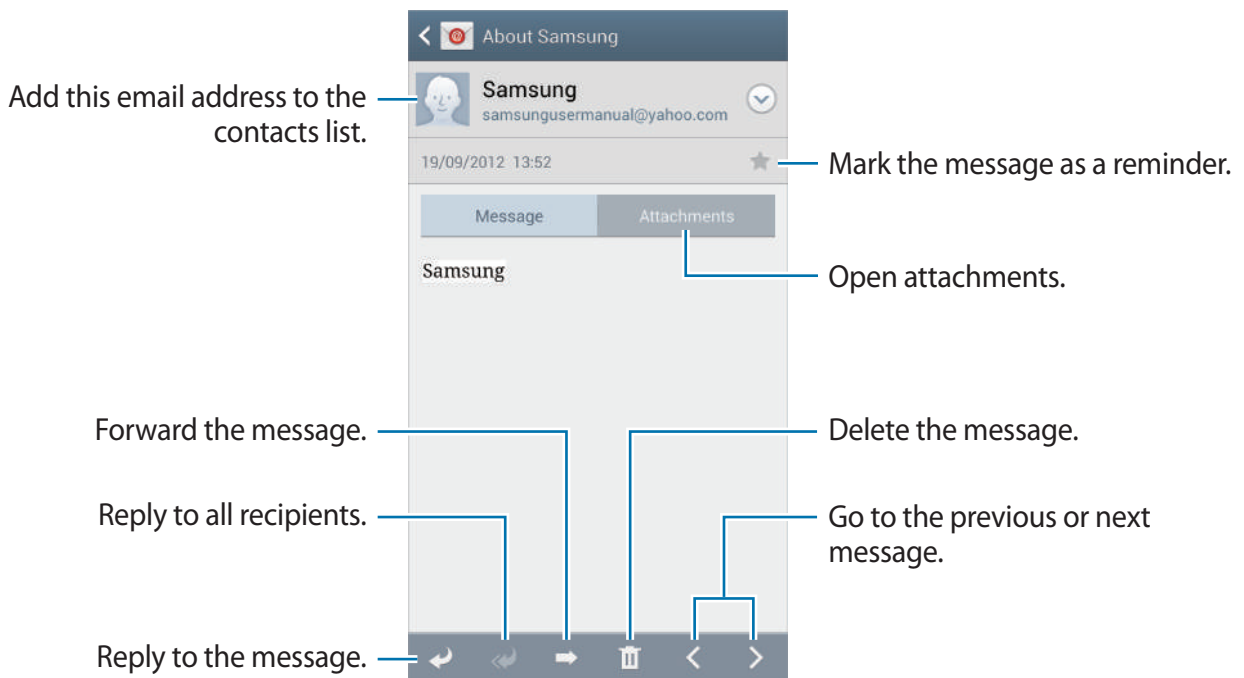 About Samsung
Add this email address to the
contacts list.
Samsung
samsungusermanual@yahoo.com
19/09/2012 13:52
Mark the message as a reminder.
Message
Attachments
Samsung
Open attachments.
Forward the message.
Delete the message.
Reply to all recipients.
Go to the previous or next
message.
Reply to the message.